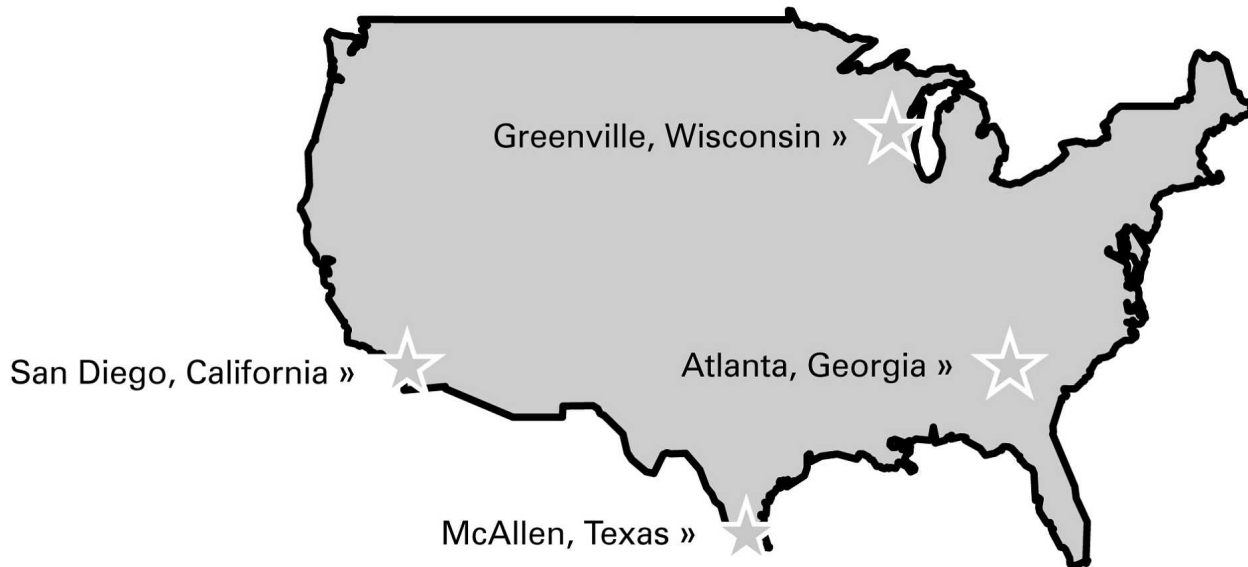 Greenville, Wisconsin »
San Diego, California »
Atlanta, Georgia »
McAllen, Texas »